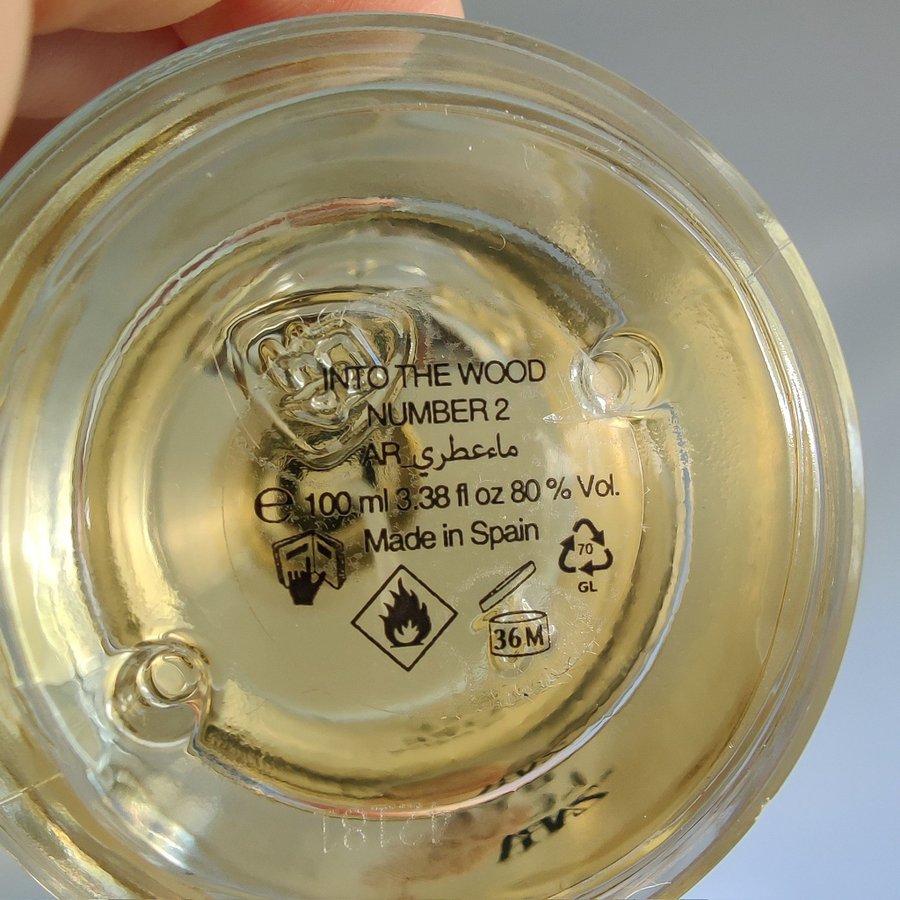 INTO THE WOOD
NUMBER 2
AR ماءعطري
℮ 100 ml 3.38 fl oz 80 % Vol.
Made in Spain
70
GL
36 M